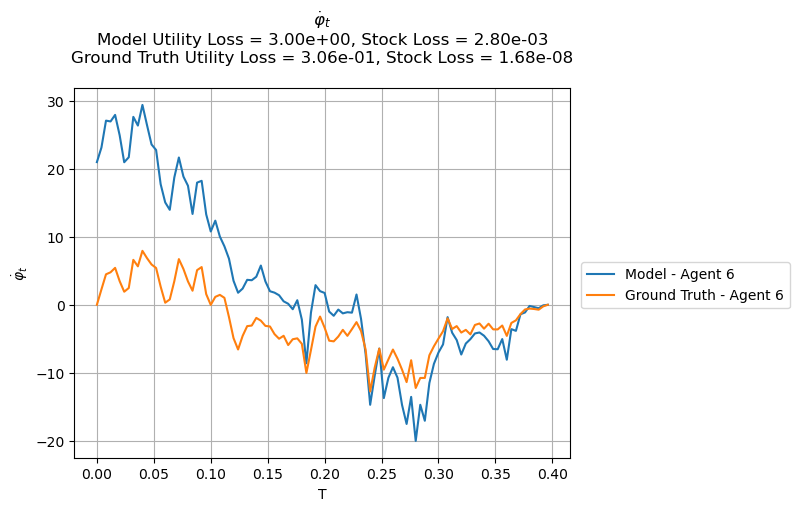 φ̇ₜ
Model Utility Loss = 3.00e+00, Stock Loss = 2.80e-03
Ground Truth Utility Loss = 3.06e-01, Stock Loss = 1.68e-08
30
20
10
0
−10
−20
φ̇ₜ
0.00 0.05 0.10 0.15 0.20 0.25 0.30 0.35 0.40
T
Model - Agent 6
Ground Truth - Agent 6